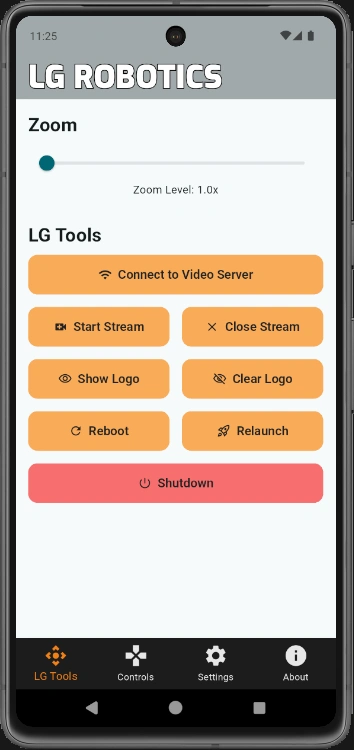 11:25
LG ROBOTICS
Zoom
Zoom Level: 1.0x
LG Tools
Connect to Video Server
Start Stream
Close Stream
Show Logo
Clear Logo
Reboot
Relaunch
Shutdown
LG Tools
Controls
Settings
About